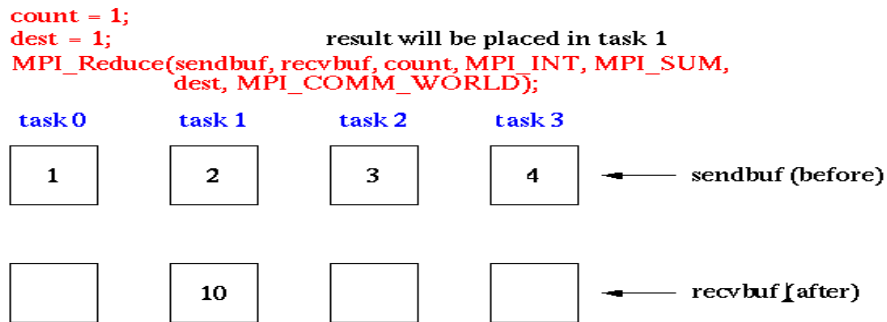 count = 1;
dest = 1;
result will be placed in task 1
MPI_Reduce(sendbuf, recvbuf, count, MPI_INT, MPI_SUM,
dest, MPI_COMM_WORLD);
task 0 task 1 task 2 task 3
1 2 3 4 sendbuf (before)
10 recvbuf (after)